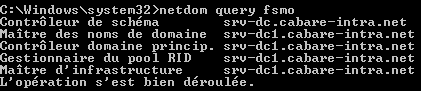 C:\Windows\system32>netdom query fsmo
Contrôleur de schéma srv-dc.cabare-intra.net
Maître des noms de domaine srv-dc1.cabare-intra.net
Contrôleur domaine princip. srv-dc1.cabare-intra.net
Gestionnaire du pool RID srv-dc1.cabare-intra.net
Maître d'infrastructure srv-dc1.cabare-intra.net
L'opération s'est bien déroulée.